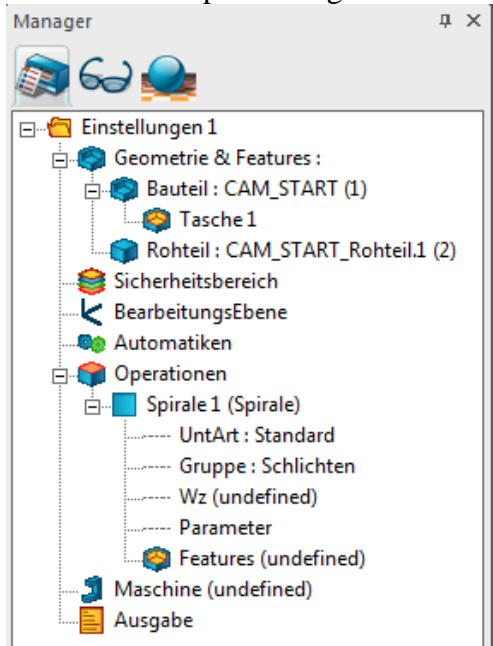 Manager
Einstellungen 1
Geometrie & Features :
Bauteil : CAM_START (1)
Tasche 1
Rohteil : CAM_START_Rohteil.1 (2)
Sicherheitsbereich
BearbeitungsEbene
Automatiken
Operationen
Spirale 1 (Spirale)
UntArt : Standard
Gruppe : Schlichten
Wz (undefined)
Parameter
Features (undefined)
Maschine (undefined)
Ausgabe